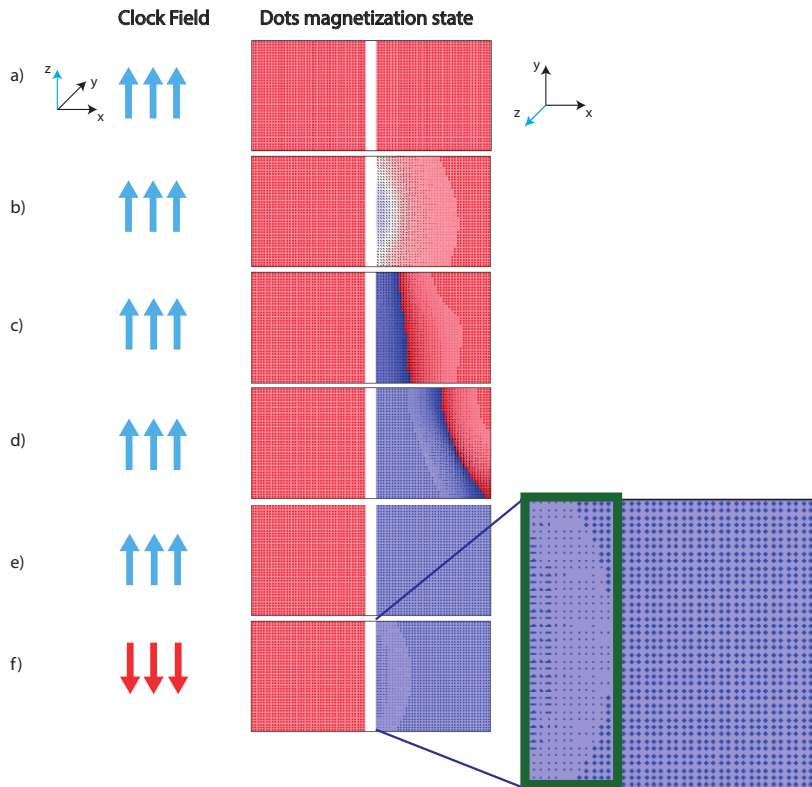 Clock Field Dots magnetization state
a) z y x y z x
b)
c)
d)
e)
f)